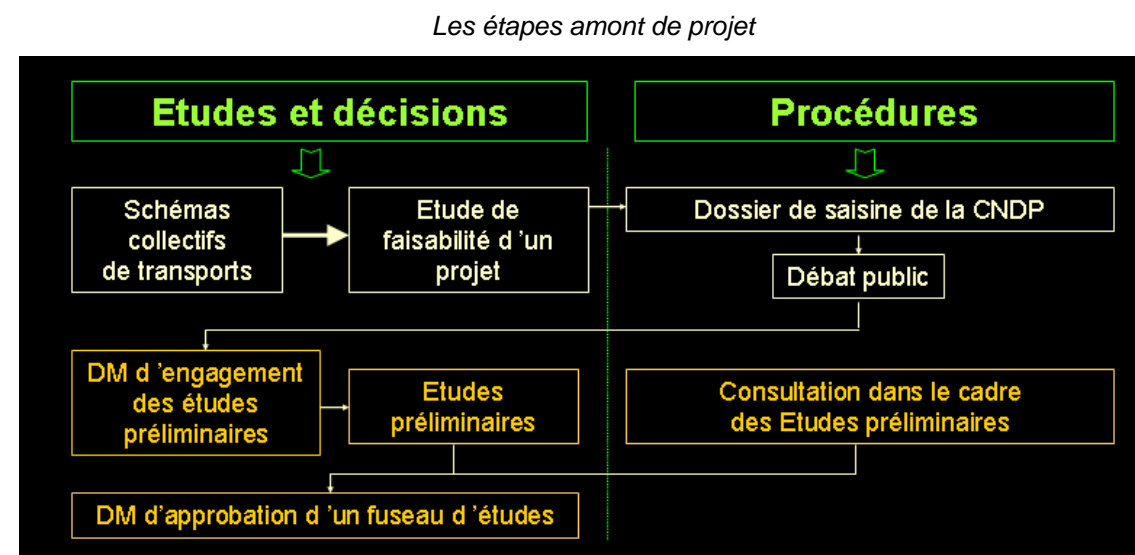 Les étapes amont de projet
Etudes et décisions
Procédures
Schémas
collectifs
de transports
Etude de
faisabilité d ’un
projet
Dossier de saisine de la CNDP
Débat public
DM d ’engagement
des études
préliminaires
Etudes
préliminaires
Consultation dans le cadre
des Etudes préliminaires
DM d’approbation d ’un fuseau d ’études